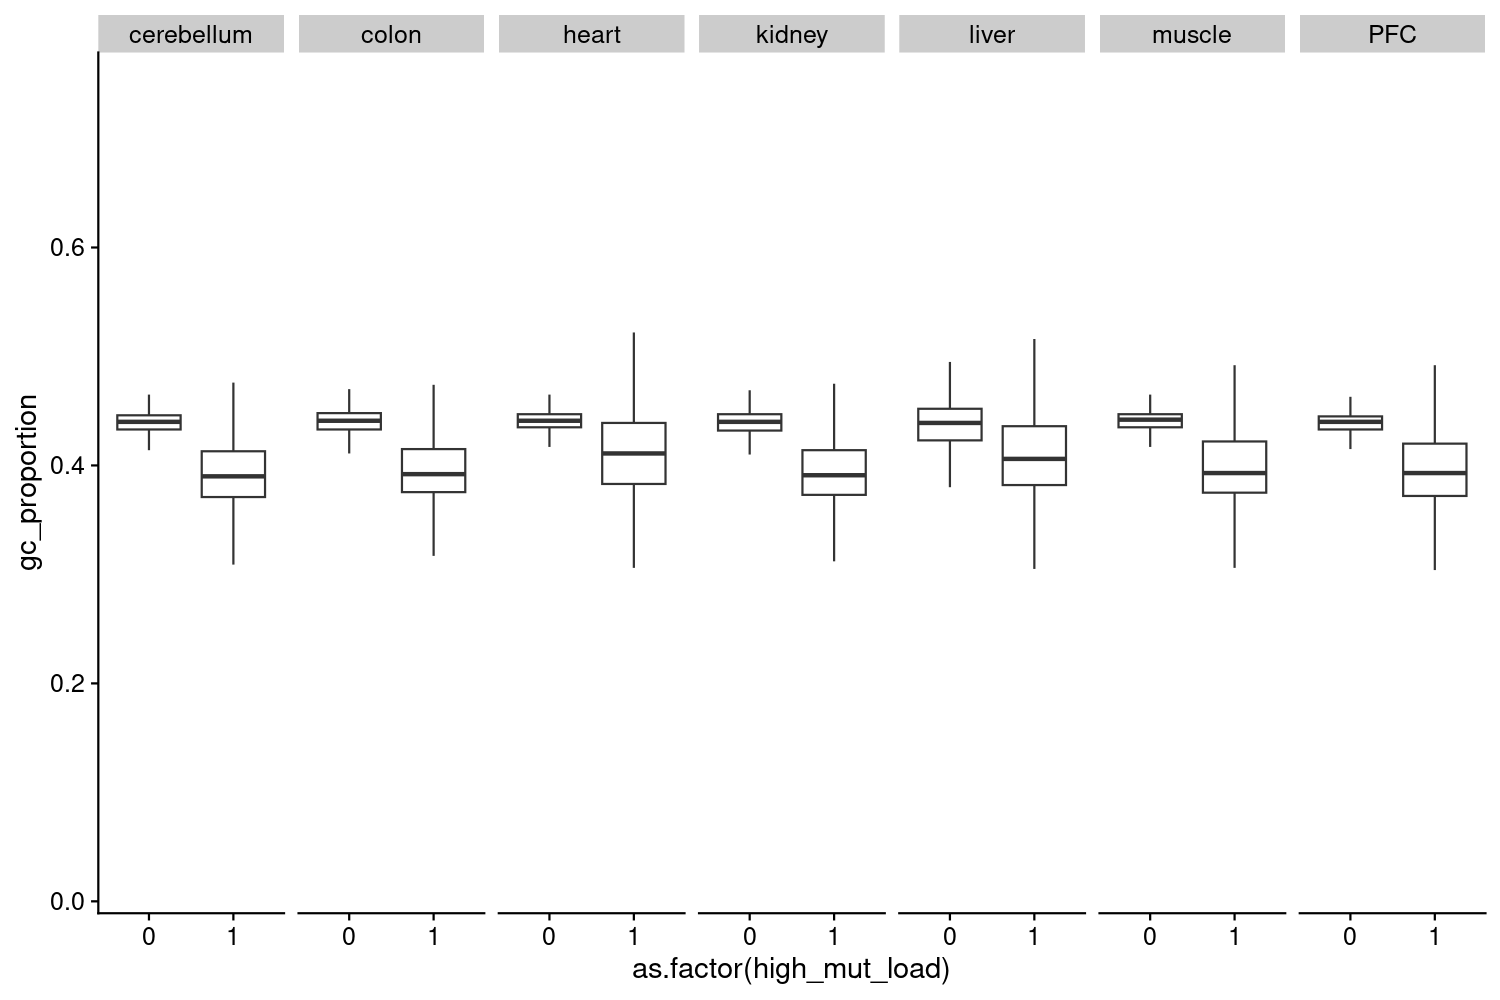 cerebellum colon heart kidney liver muscle PFC
gc_proportion
0.6
0.4
0.2
0.0
0 1 0 1 0 1 0 1 0 1 0 1 0 1
as.factor(high_mut_load)